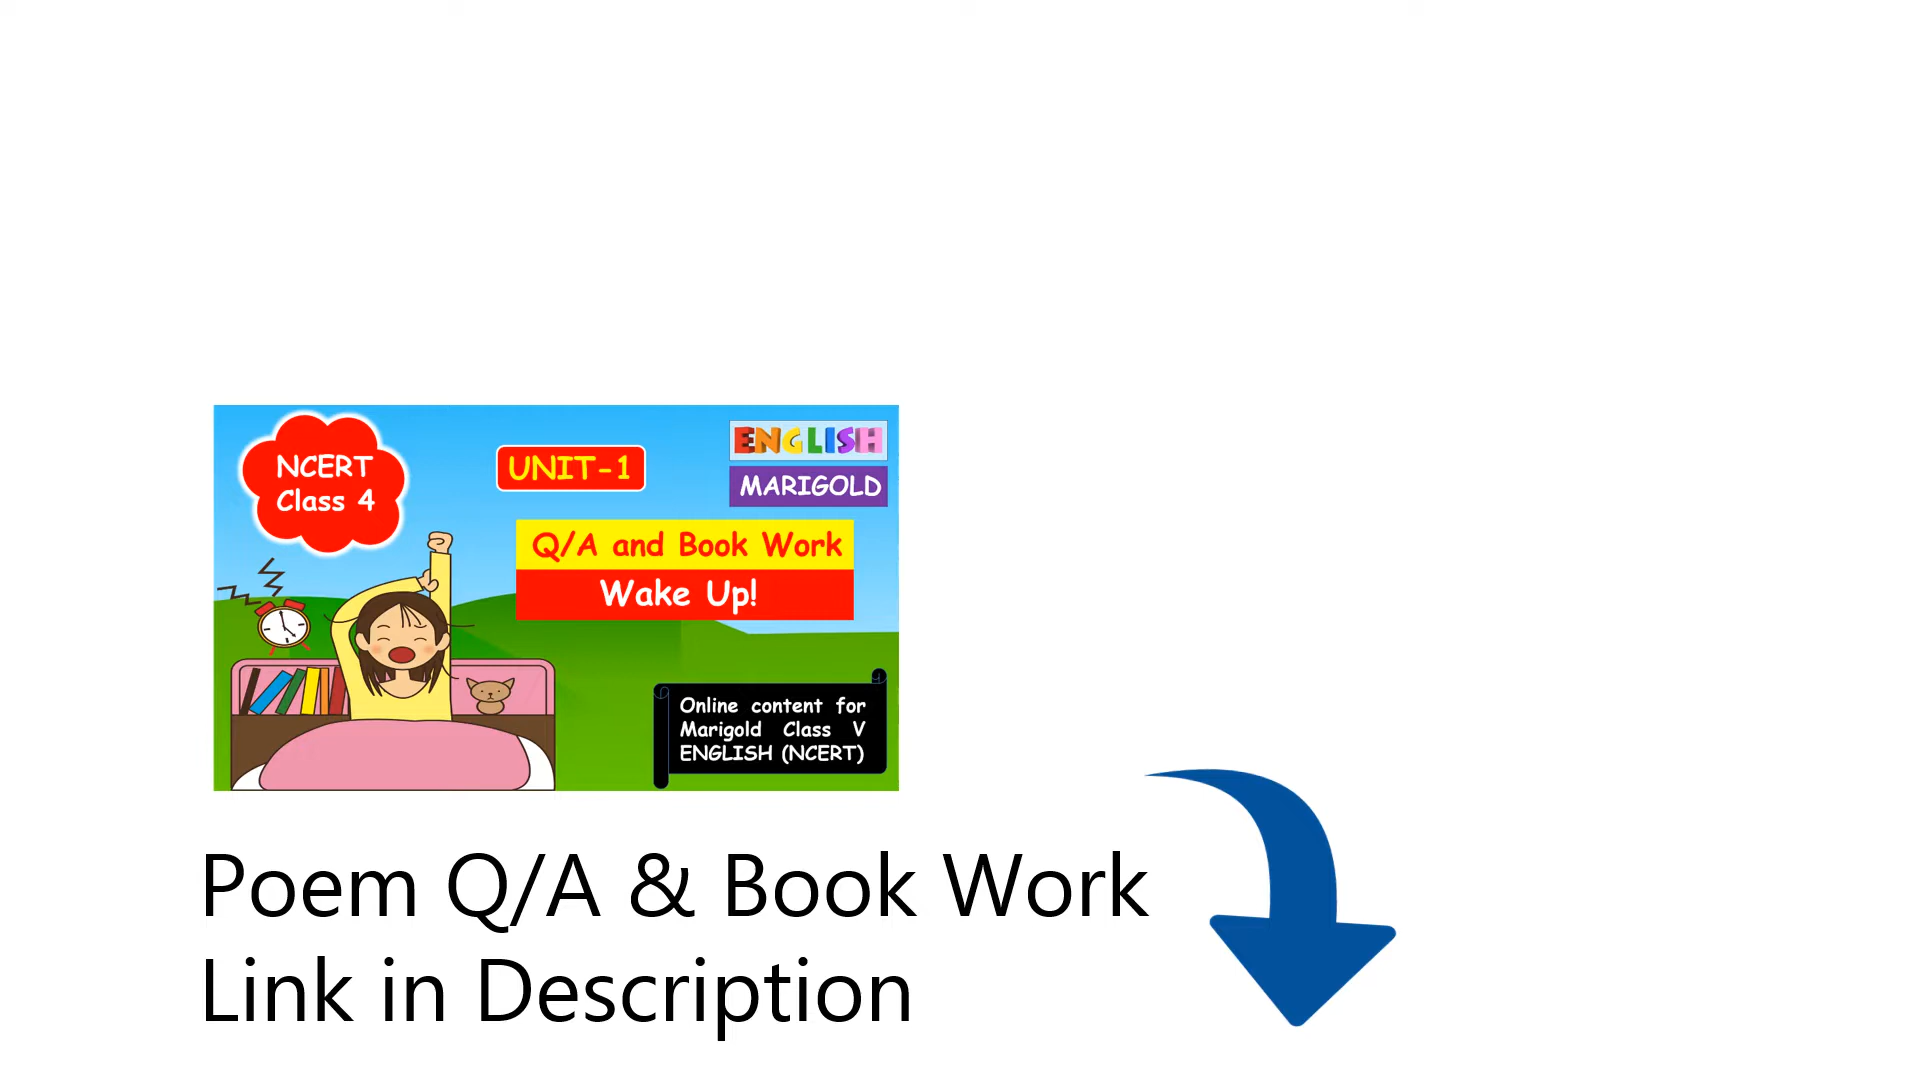 NCERT
Class 4
UNIT-1
ENGLISH
MARIGOLD
Q/A and Book Work
Wake Up!
Online content for
Marigold Class V
ENGLISH (NCERT)
Poem Q/A & Book Work
Link in Description